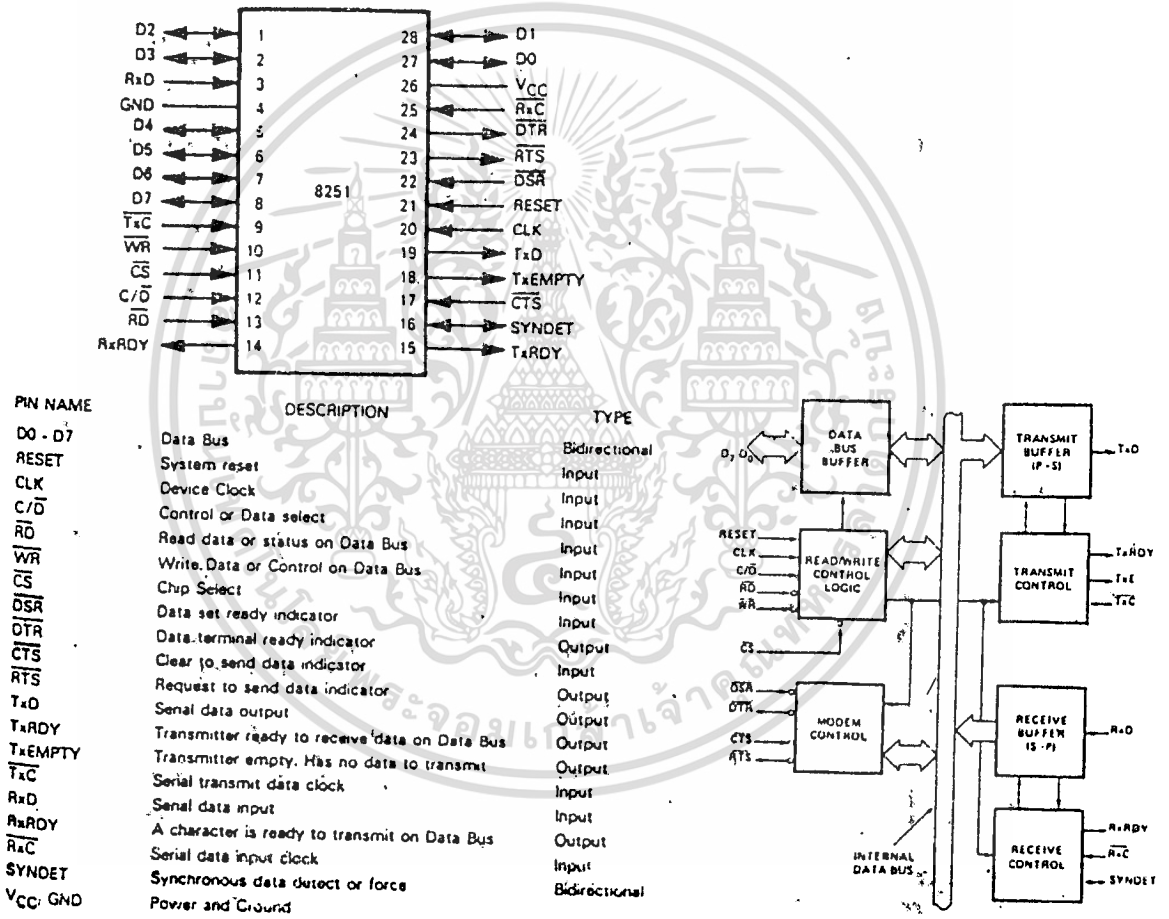 D2 1 28 D1
D3 2 27 D0
RxD 3 26 VCC
GND 4 25 RxC
D4 5 24 DTR
D5 6 23 RTS
D6 7 22 DSR
D7 8 8251 21 RESET
TxC 9 20 CLK
WR 10 19 TxD
CS 11 18 TxEMPTY
C/D 12 17 CTS
RD 13 16 SYNDET
RxRDY 14 15 TxRDY
PIN NAME DESCRIPTION TYPE
D0 - D7 Data Bus Bidirectional
RESET System reset Input
CLK Device Clock Input
C/D Control or Data select Input
RD Read data or status on Data Bus Input
WR Write Data or Control on Data Bus Input
CS Chip Select Input
DSR Data set ready indicator Input
DTR Data terminal ready indicator Output
CTS Clear to send data indicator Input
RTS Request to send data indicator Output
TxD Serial data output Output
TxRDY Transmitter ready to receive data on Data Bus Output
TxEMPTY Transmitter empty. Has no data to transmit Output
TxC Serial transmit data clock Input
RxD Serial data input Input
RxRDY A character is ready to transmit on Data Bus Output
RxC Serial data input clock Input
SYNDET Synchronous data detect or force Bidirectional
VCC, GND Power and Ground
D7-D0
DATA
BUS
BUFFER
TRANSMIT
BUFFER
(P-S)
TxD
RESET
CLK
C/D
RD
WR
CS
READ/WRITE
CONTROL
LOGIC
TRANSMIT
CONTROL
TxRDY
TxE
TxC
DSR
DTR
CTS
RTS
MODEM
CONTROL
RECEIVE
BUFFER
(S-P)
RxD
INTERNAL
DATA BUS
RECEIVE
CONTROL
RxRDY
RxC
SYNDET